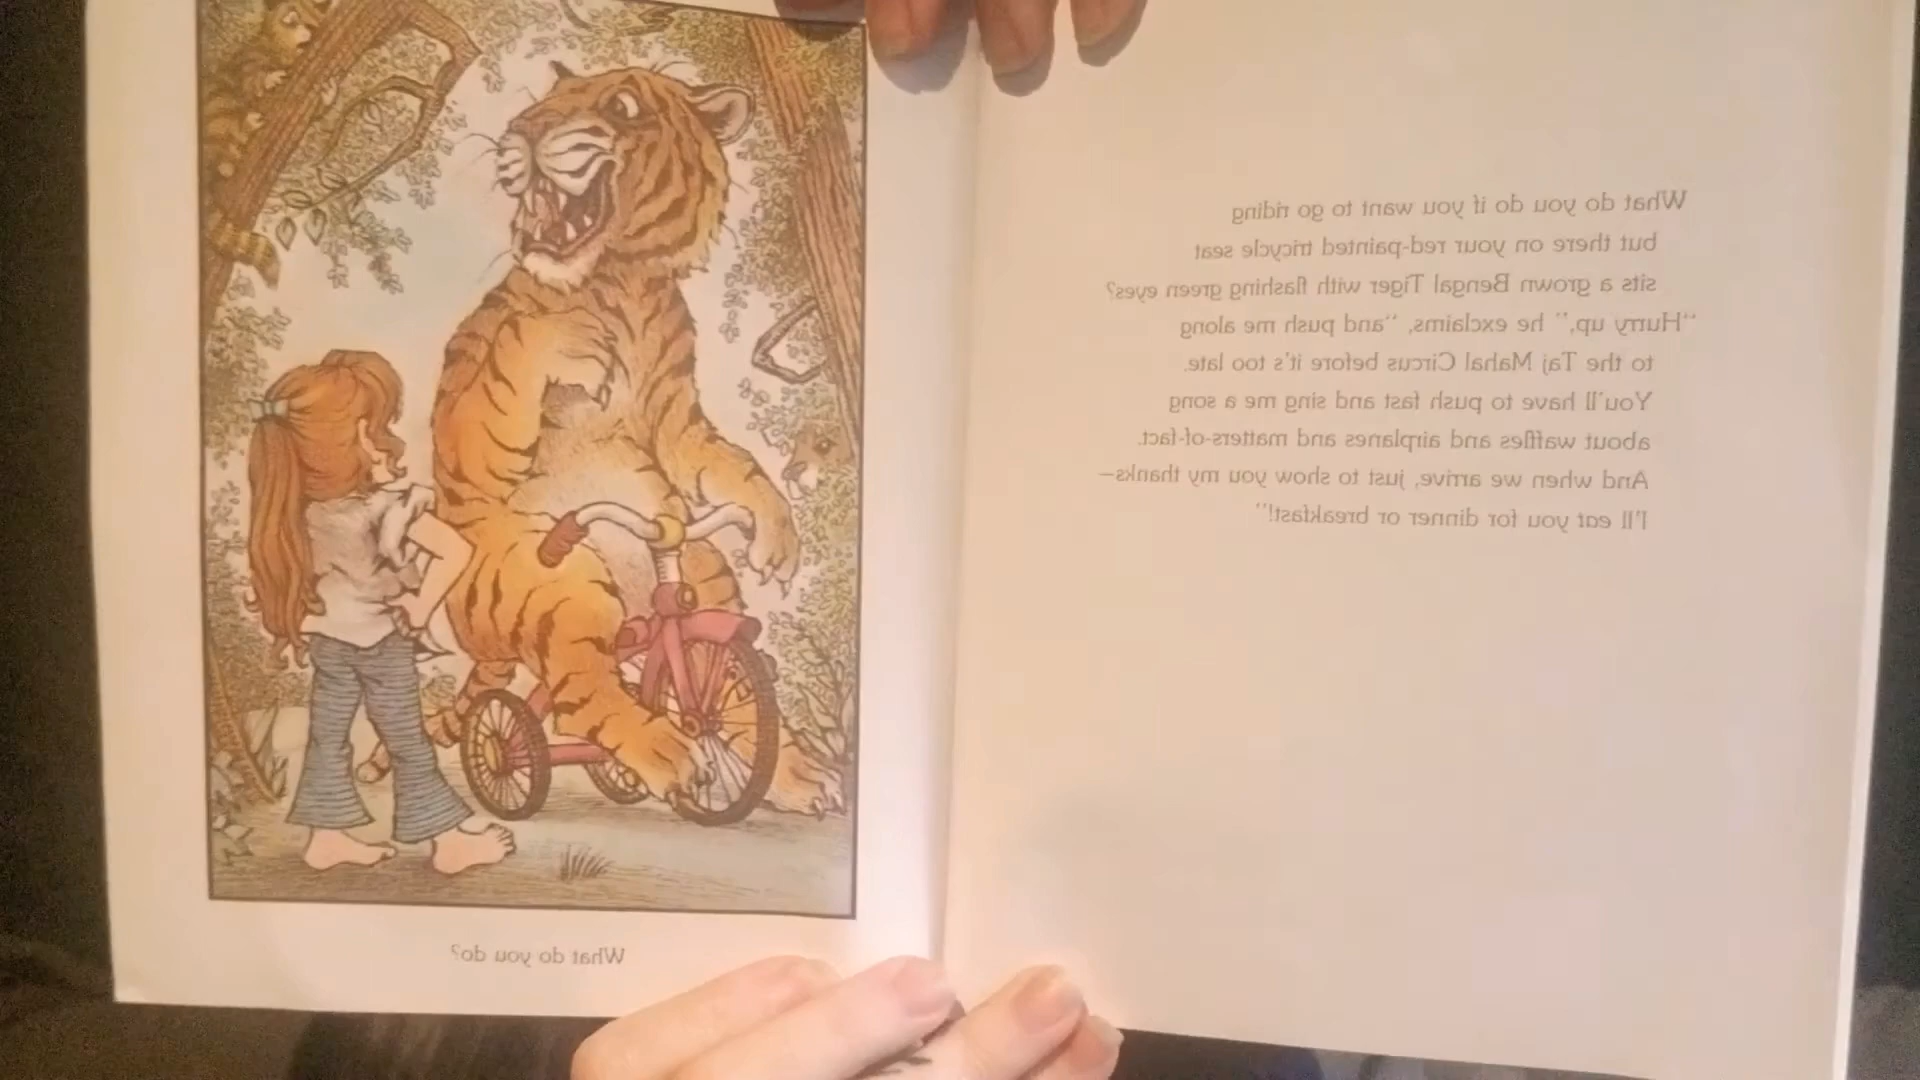 What do you do if you want to go riding
but there on your red-painted tricycle seat
sits a grown Bengal Tiger with flashing green eyes?
"Hurry up," he exclaims, "and push me along
to the Taj Mahal Circus before it's too late.
You'll have to push fast and sing me a song
about waffles and airplanes and matters-of-fact.
And when we arrive, just to show you my thanks—
I'll eat you for dinner or breakfast!"
What do you do?